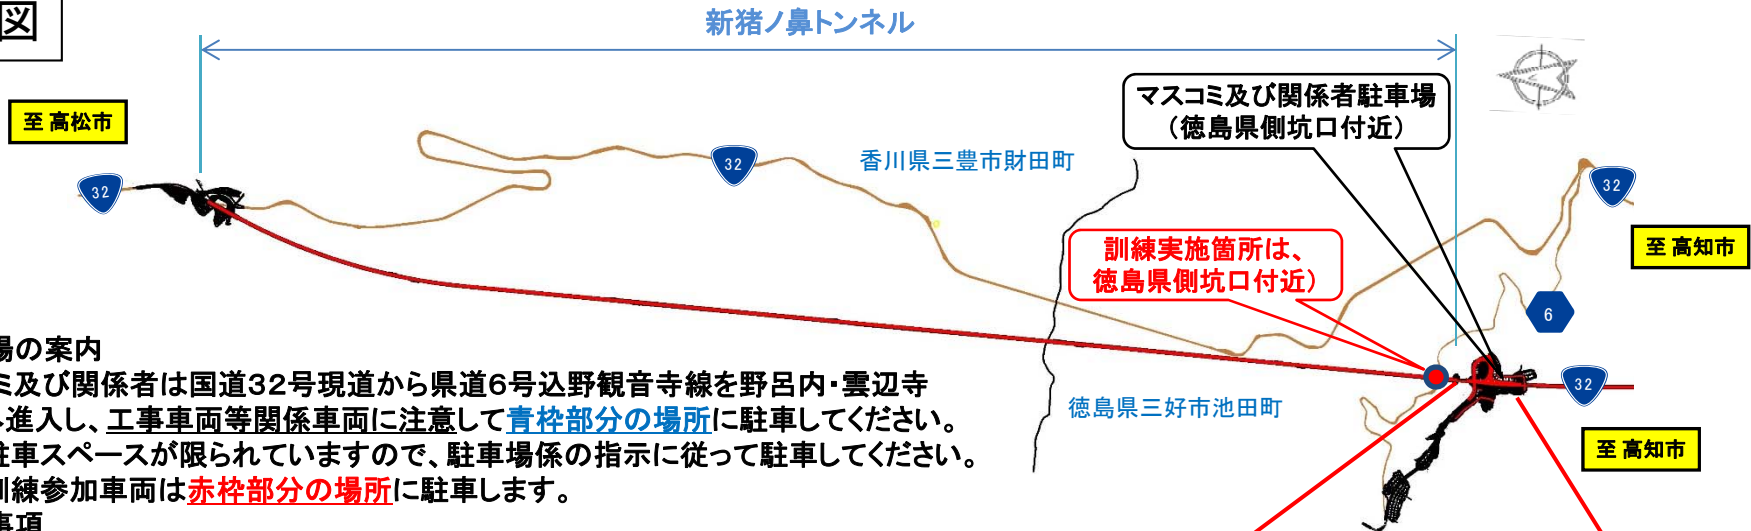 図
新猪ノ鼻トンネル
至 高松市
マスコミ及び関係者駐車場
（徳島県側坑口付近）
32
32
香川県三豊市財田町
32
訓練実施箇所は、
徳島県側坑口付近）
至 高知市
6
32
徳島県三好市池田町
至 高知市
場の案内
ミ及び関係者は国道32号現道から県道6号込野観音寺線を野呂内・雲辺寺
進入し、工事車両等関係車両に注意して青枠部分の場所に駐車してください。
駐車スペースが限られていますので、駐車場係の指示に従って駐車してください。
訓練参加車両は赤枠部分の場所に駐車します。
事項